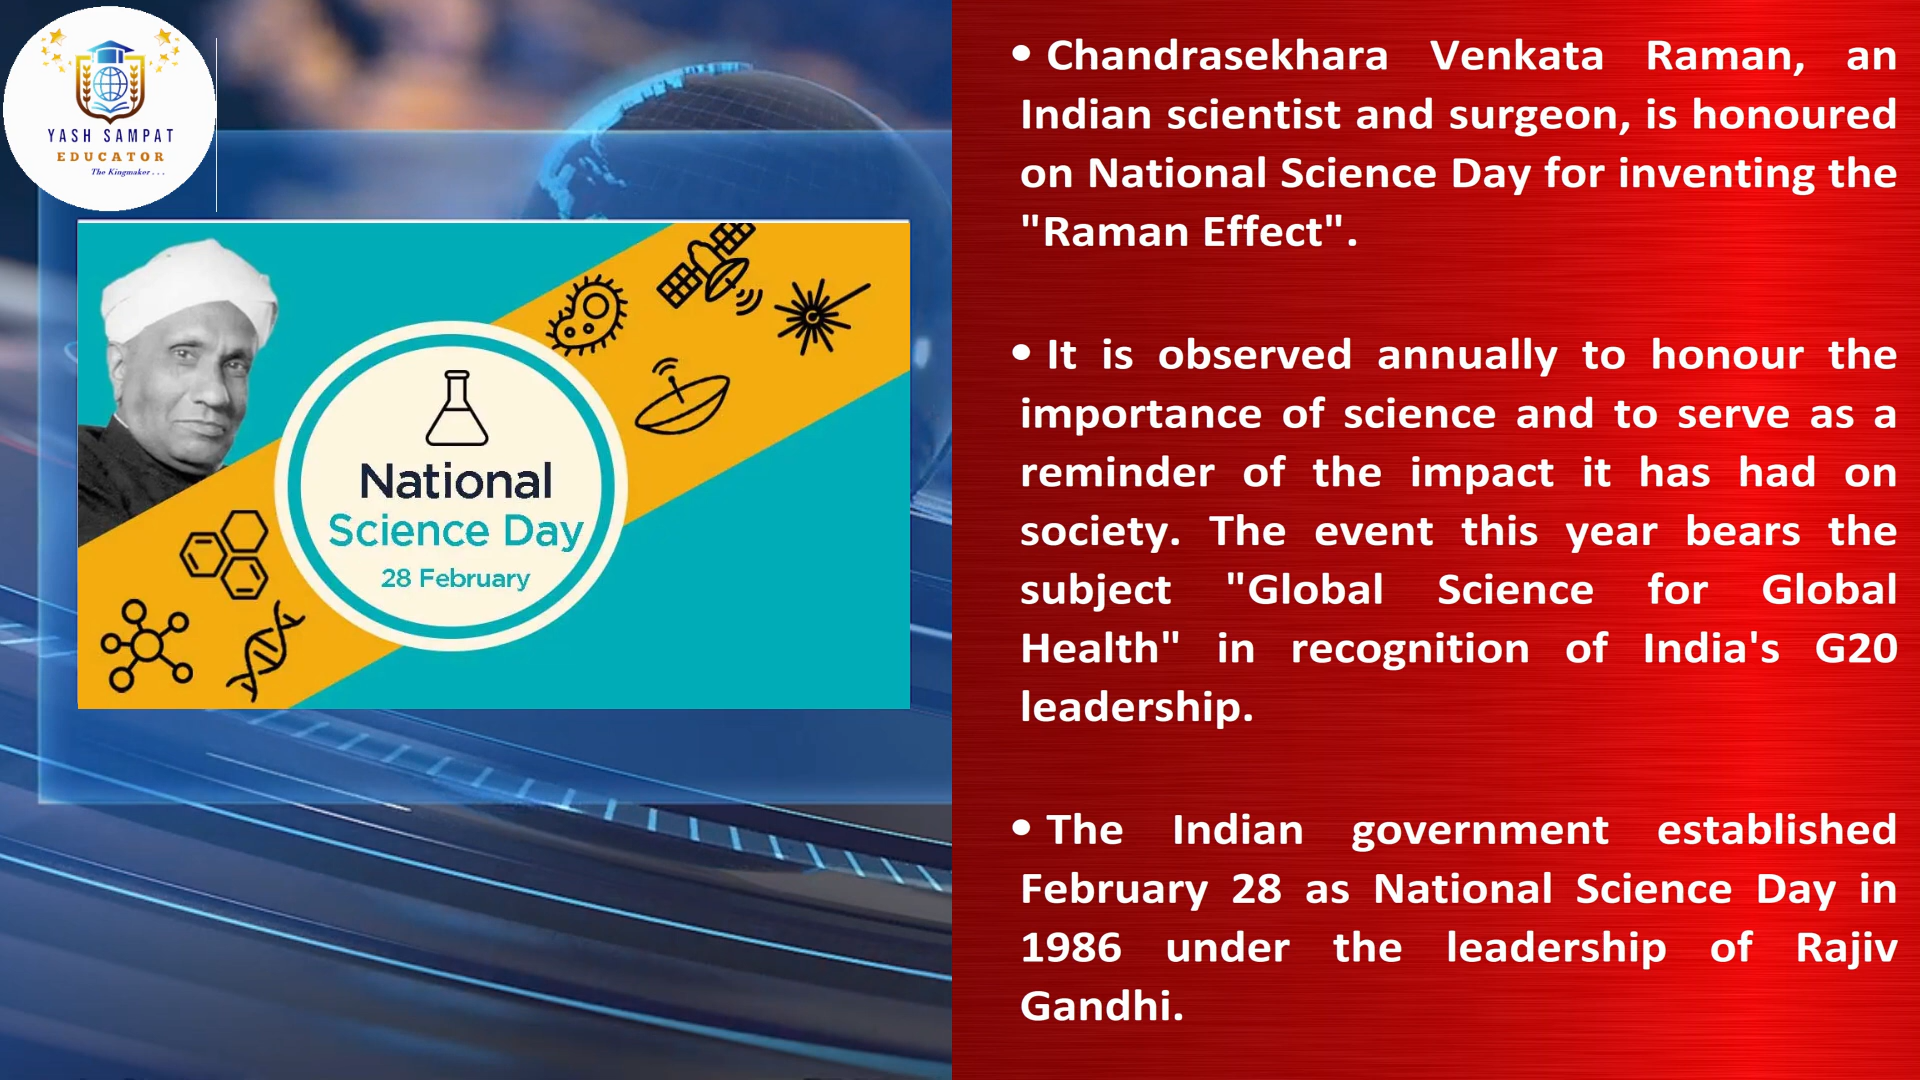 YASH SAMPAT
EDUCATOR
The Kingmaker . . .
National
Science Day
28 February
• Chandrasekhara Venkata Raman, an
Indian scientist and surgeon, is honoured
on National Science Day for inventing the
"Raman Effect".
• It is observed annually to honour the
importance of science and to serve as a
reminder of the impact it has had on
society. The event this year bears the
subject "Global Science for Global
Health" in recognition of India's G20
leadership.
• The Indian government established
February 28 as National Science Day in
1986 under the leadership of Rajiv
Gandhi.